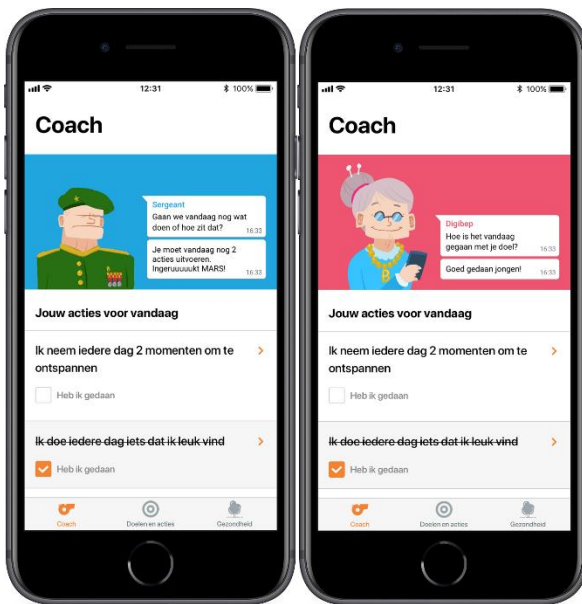 12:31
100%
Coach
Sergeant
Gaan we vandaag nog wat
doen of hoe zit dat?
16:33
Je moet vandaag nog 2
acties uitvoeren.
Ingeruuuuukt MARS!
16:33
Jouw acties voor vandaag
Ik neem iedere dag 2 momenten om te
ontspannen
Heb ik gedaan
Ik doe iedere dag iets dat ik leuk vind
Heb ik gedaan
Coach
Doelen en acties
Gezondheid
12:31
100%
Coach
Digibep
Hoe is het vandaag
gegaan met je doel?
16:33
Goed gedaan jongen!
16:33
B
Jouw acties voor vandaag
Ik neem iedere dag 2 momenten om te
ontspannen
Heb ik gedaan
Ik doe iedere dag iets dat ik leuk vind
Heb ik gedaan
Coach
Doelen en acties
Gezondheid